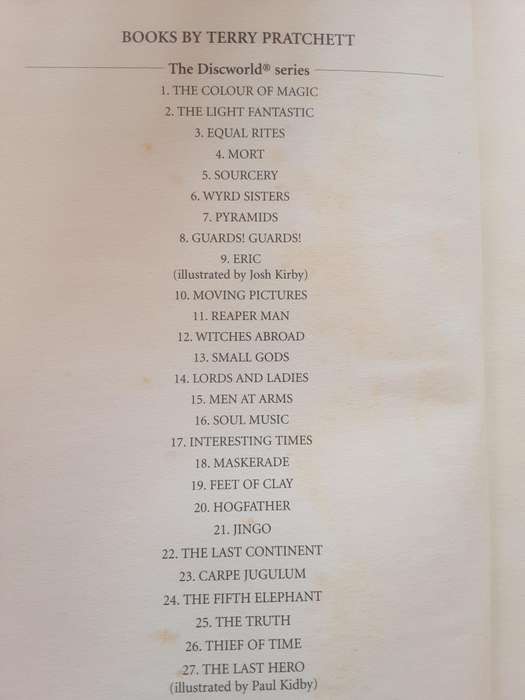 BOOKS BY TERRY PRATCHETT
The Discworld® series
1. THE COLOUR OF MAGIC
2. THE LIGHT FANTASTIC
3. EQUAL RITES
4. MORT
5. SOURCERY
6. WYRD SISTERS
7. PYRAMIDS
8. GUARDS! GUARDS!
9. ERIC
(illustrated by Josh Kirby)
10. MOVING PICTURES
11. REAPER MAN
12. WITCHES ABROAD
13. SMALL GODS
14. LORDS AND LADIES
15. MEN AT ARMS
16. SOUL MUSIC
17. INTERESTING TIMES
18. MASKERADE
19. FEET OF CLAY
20. HOGFATHER
21. JINGO
22. THE LAST CONTINENT
23. CARPE JUGULUM
24. THE FIFTH ELEPHANT
25. THE TRUTH
26. THIEF OF TIME
27. THE LAST HERO
(illustrated by Paul Kidby)